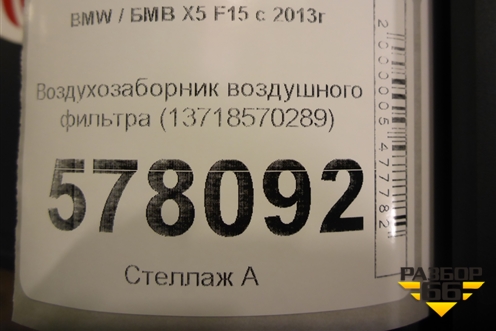 BMW / БМВ X5 F15 с 2013г
Воздухозаборник воздушного
фильтра (13718570289)
578092
Стеллаж А
2000005477782
РАЗБОР
66